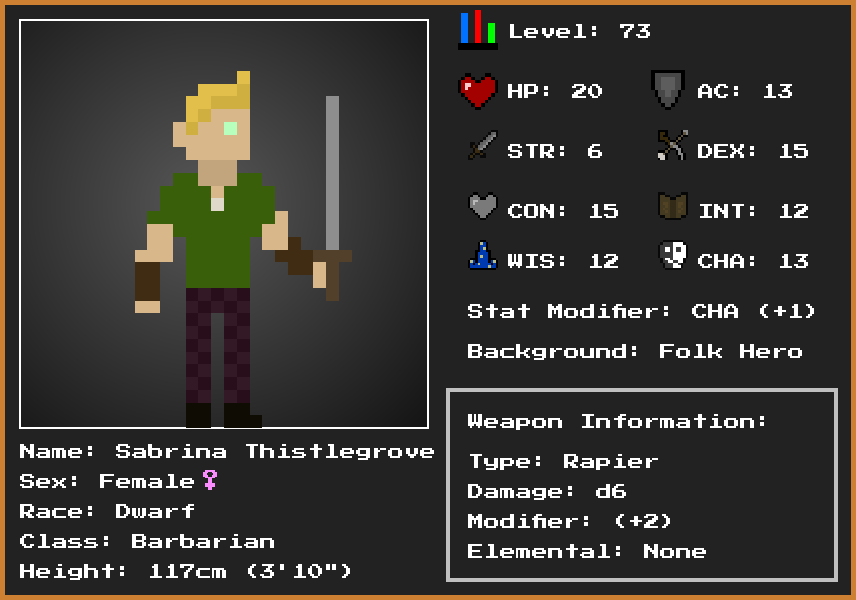 Level: 73
HP: 20 AC: 13
STR: 6 DEX: 15
CON: 15 INT: 12
WIS: 12 CHA: 13
Stat Modifier: CHA (+1)
Background: Folk Hero
Weapon Information:
Type: Rapier
Damage: d6
Modifier: (+2)
Elemental: None
Name: Sabrina Thistlegrove
Sex: Female♀
Race: Dwarf
Class: Barbarian
Height: 117cm (3'10")